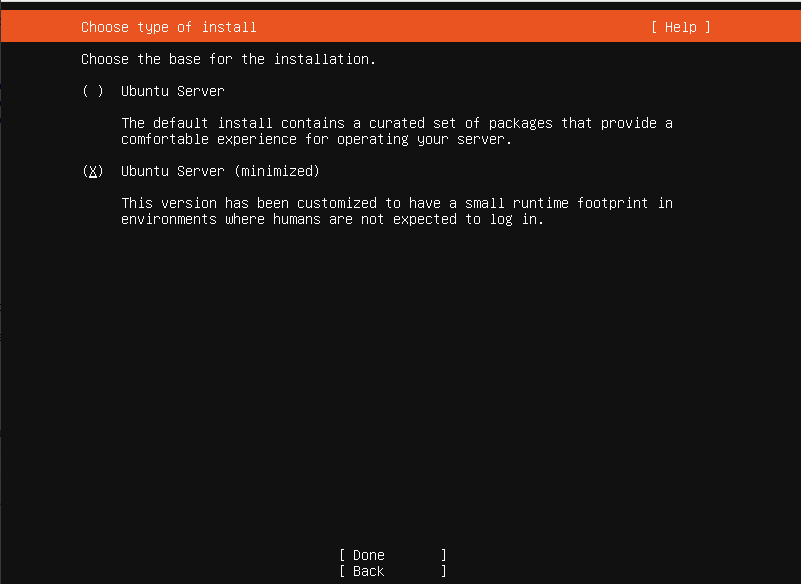 Choose type of install [ Help ]
Choose the base for the installation.
( ) Ubuntu Server
The default install contains a curated set of packages that provide a
comfortable experience for operating your server.
(X) Ubuntu Server (minimized)
This version has been customized to have a small runtime footprint in
environments where humans are not expected to log in.
[ Done ]
[ Back ]